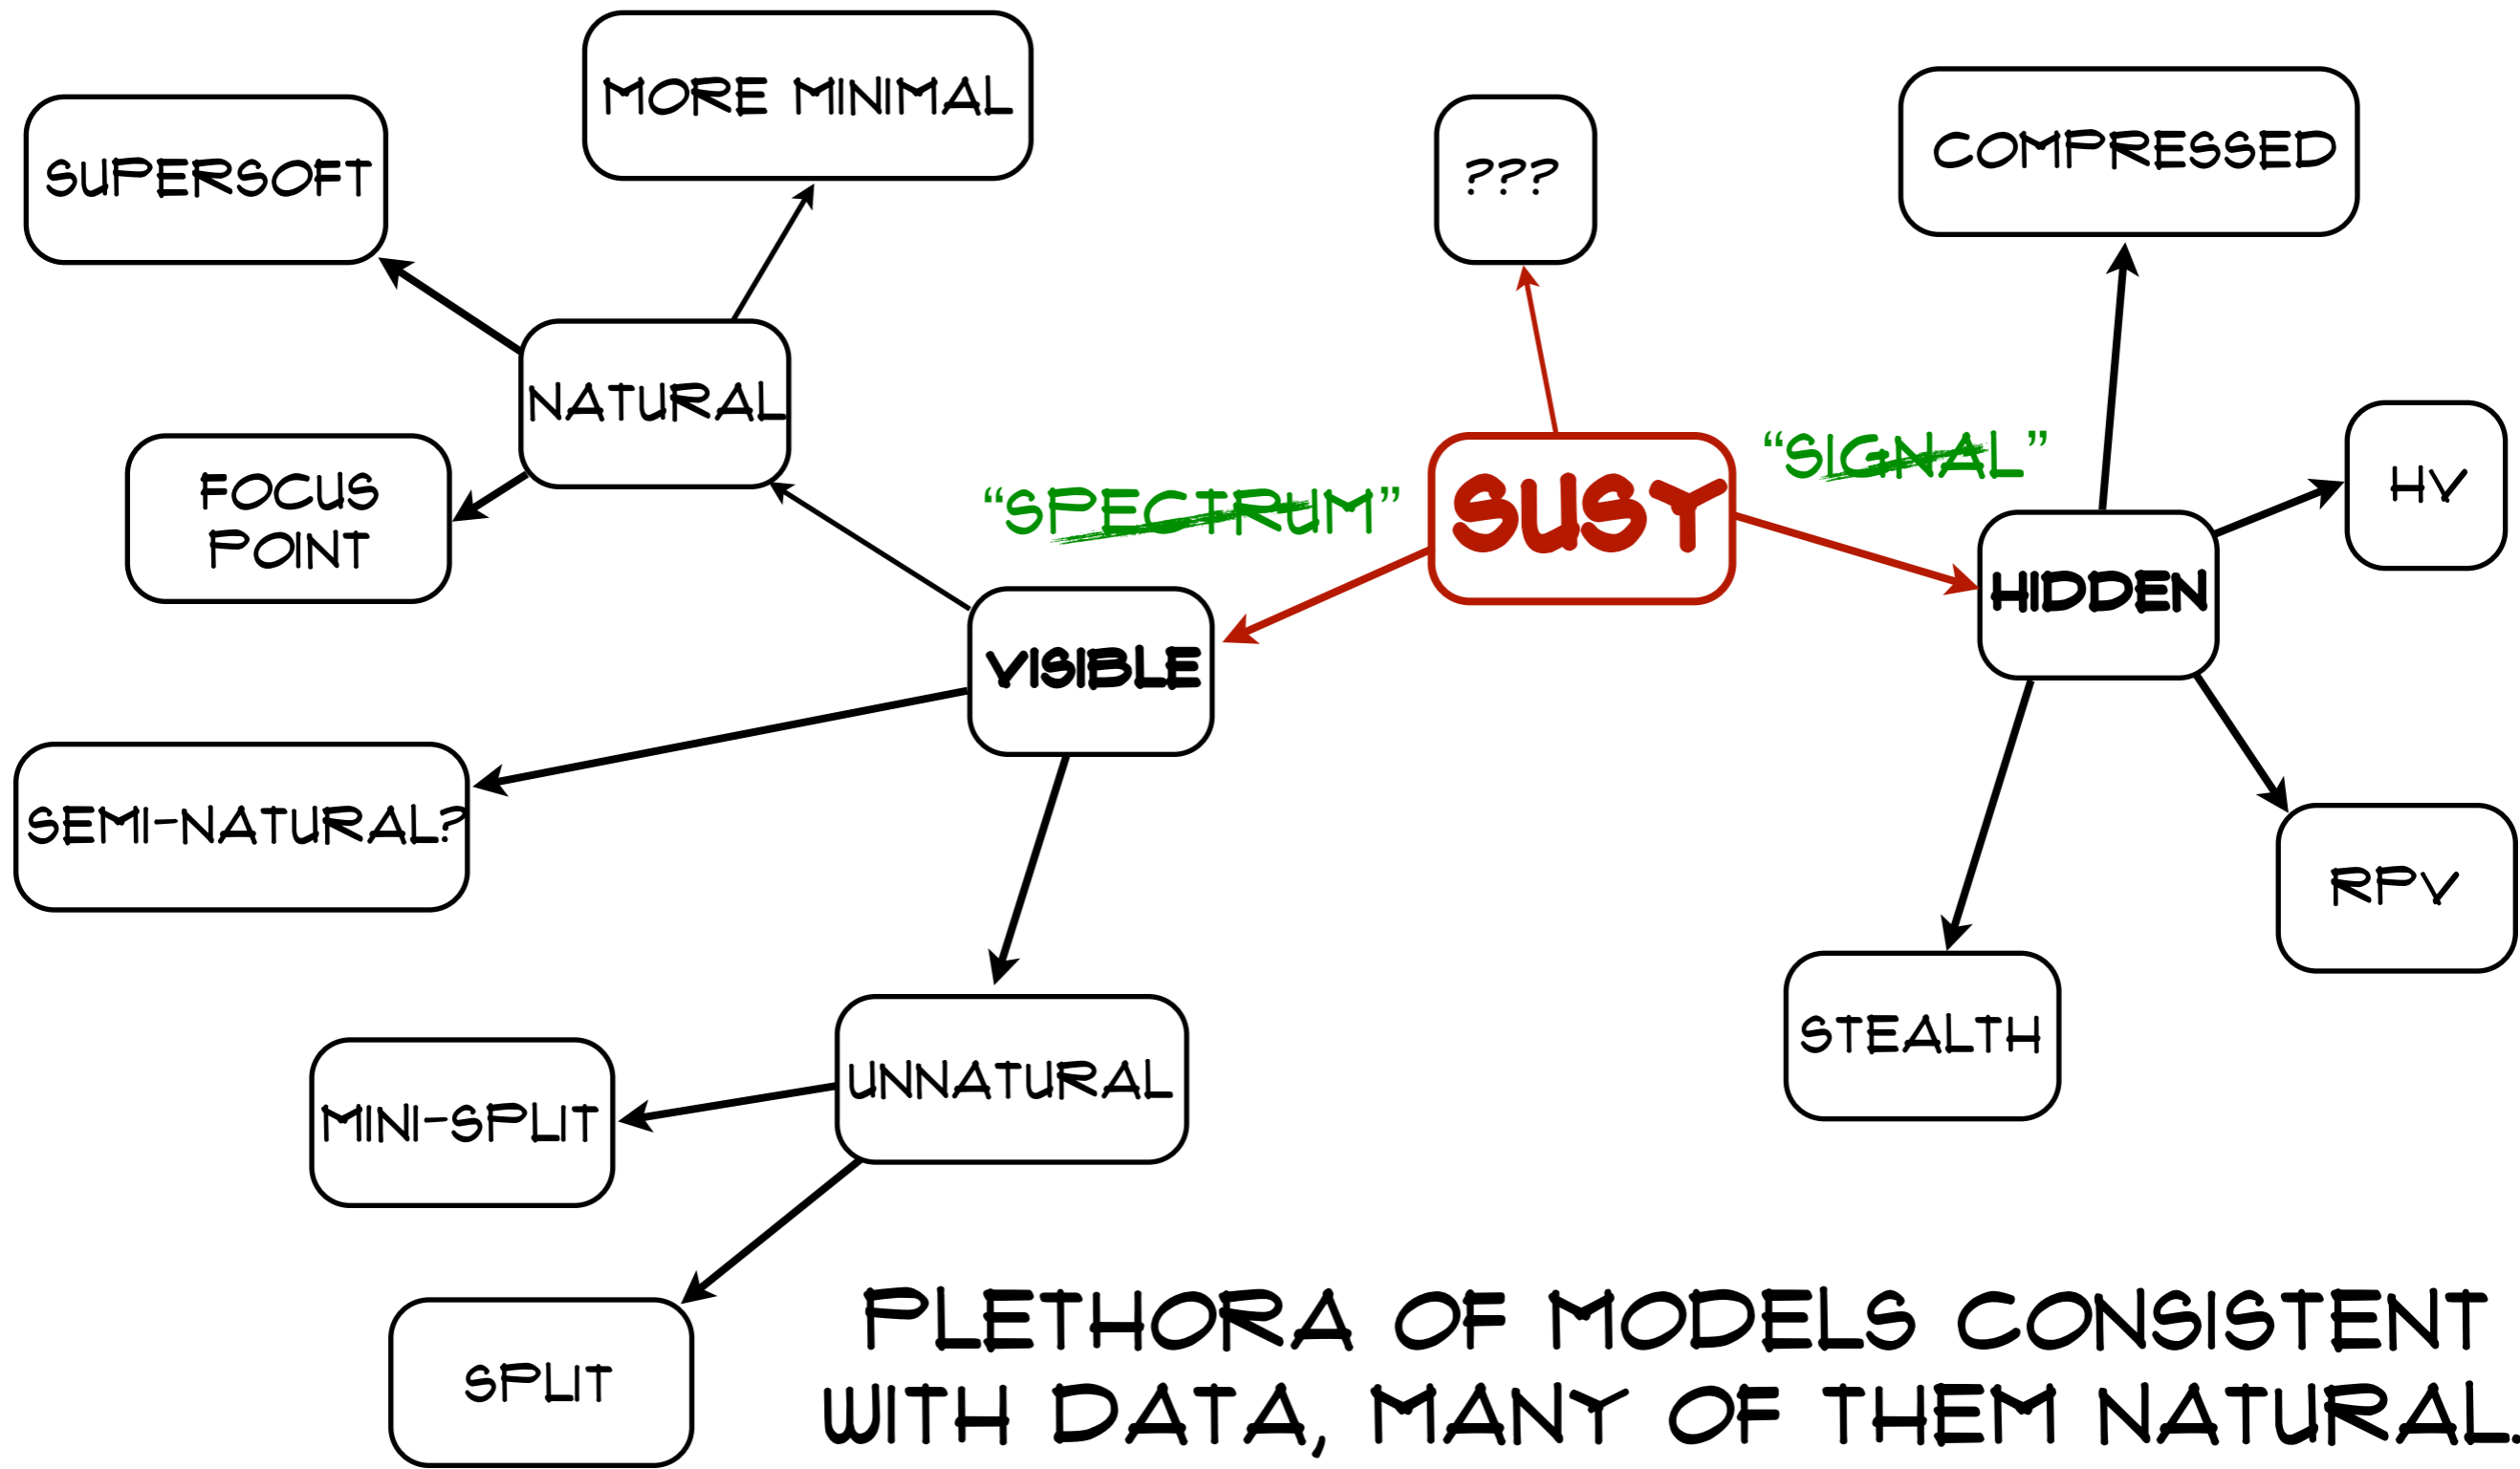 MORE MINIMAL
SUPERSOFT
???
COMPRESSED
NATURAL
"SIGNAL"
HV
FOCUS
POINT
"SPECTRUM"
SUSY
HIDDEN
VISIBLE
SEMI-NATURAL?
RPV
STEALTH
UNNATURAL
MINI-SPLIT
SPLIT
PLETHORA OF MODELS CONSISTENT
WITH DATA, MANY OF THEM NATURAL.